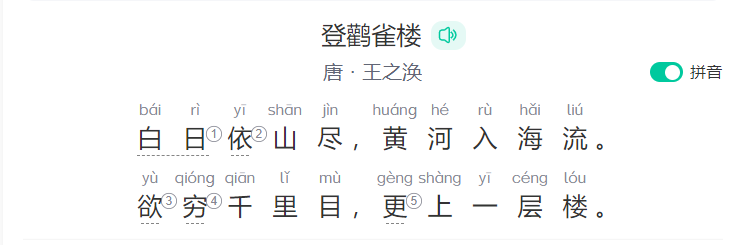 登鹳雀楼
唐·王之涣
拼音
bái rì yī shān jìn huáng hé rù hǎi liú
白日①依②山尽，黄河入海流。
yù qióng qiān lǐ mù gèng shàng yī céng lóu
欲③穷④千里目，更⑤上一层楼。